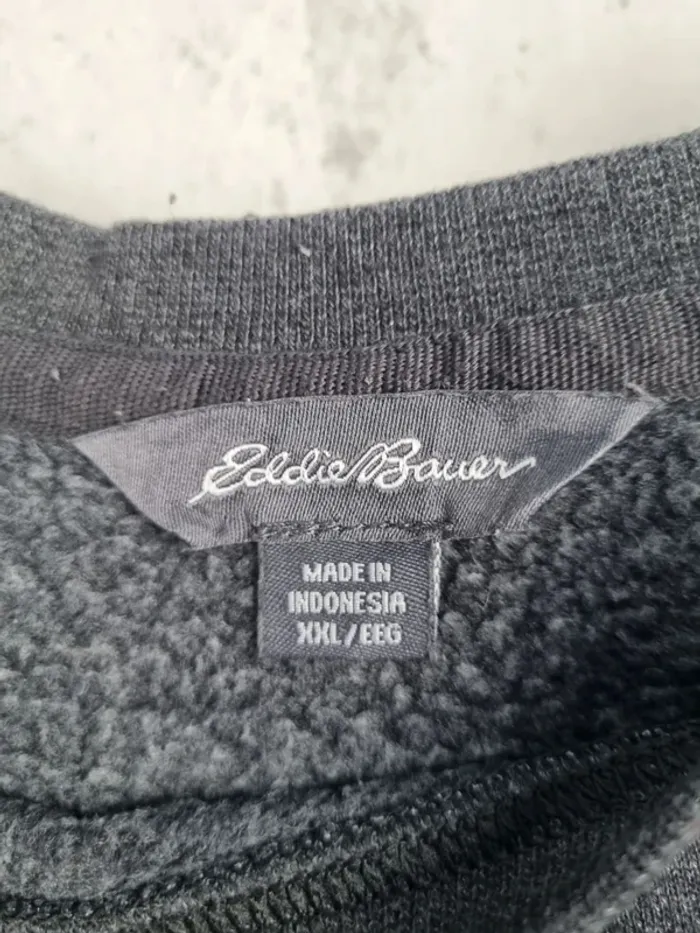 Eddie Bauer
MADE IN
INDONESIA
XXL/EEG